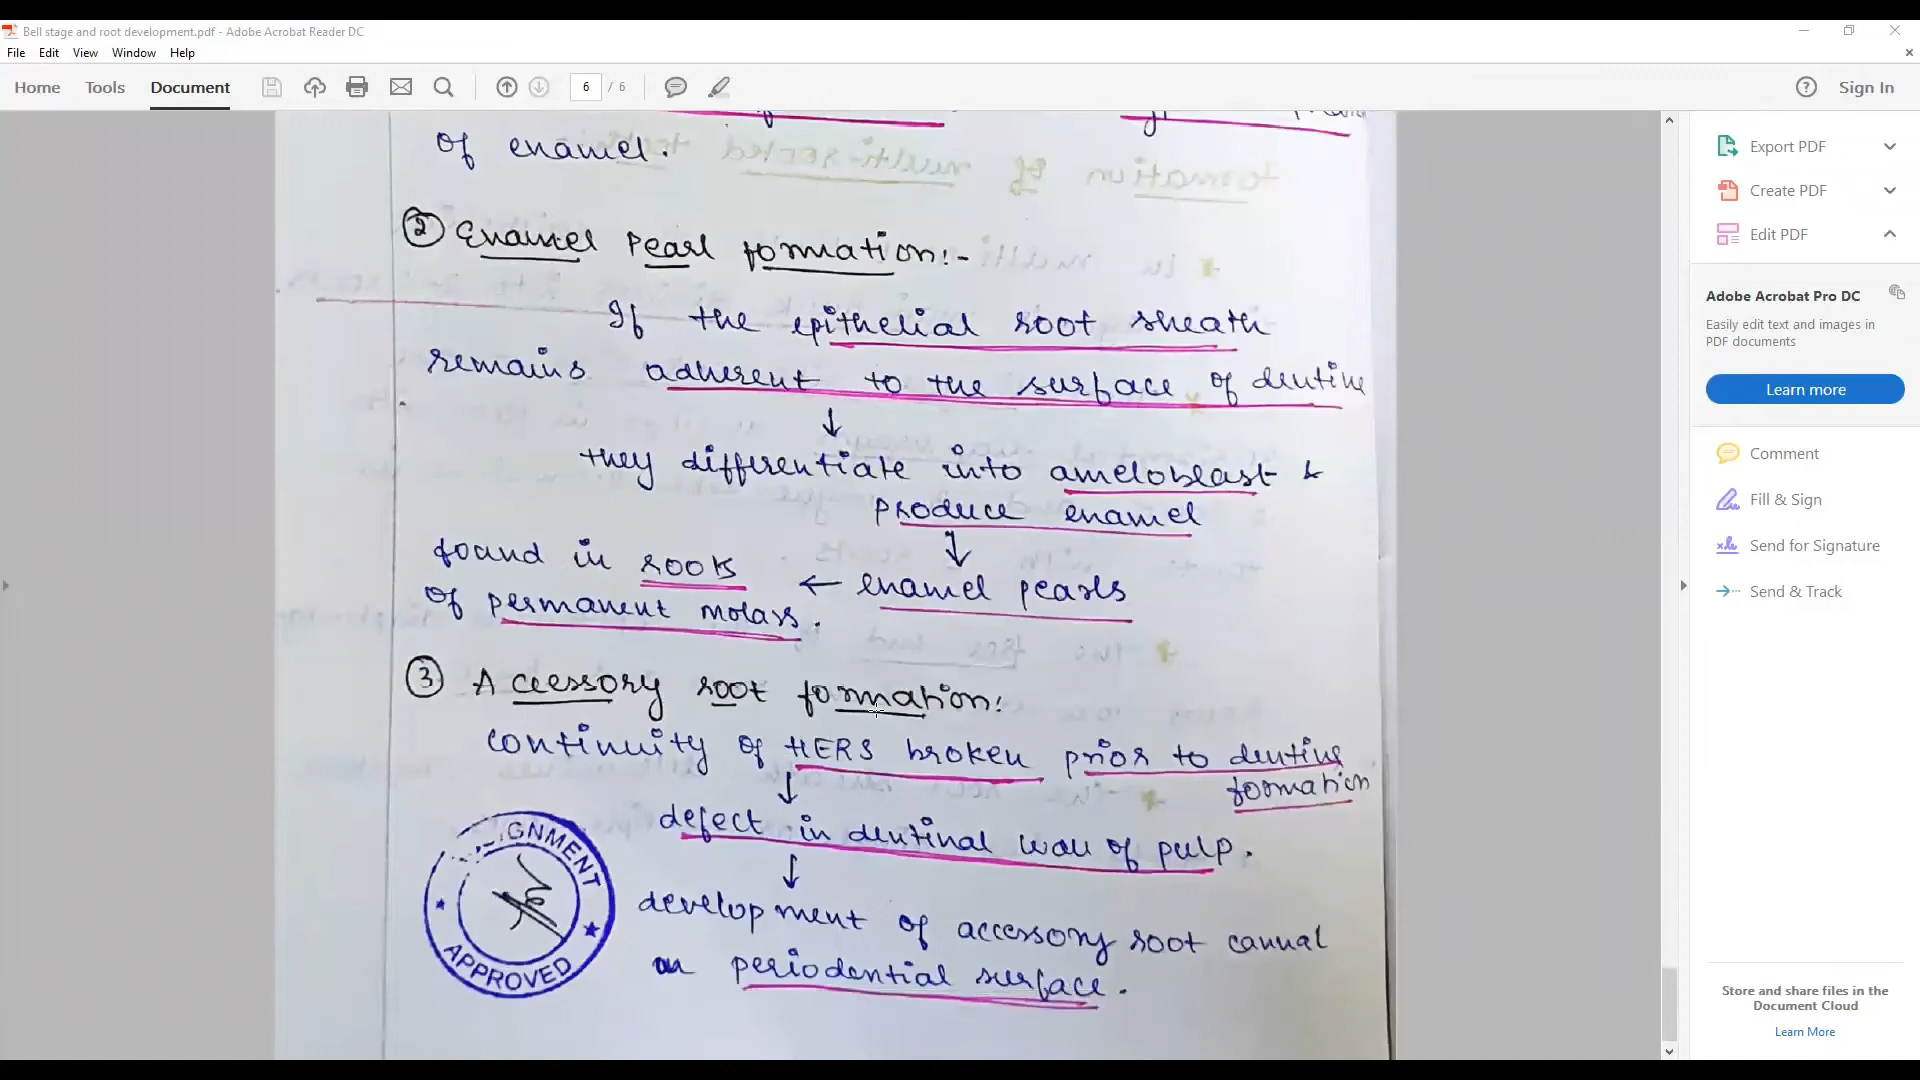 Bell stage and root development.pdf - Adobe Acrobat Reader DC
File Edit View Window Help
Home Tools Document 6 / 6 Sign In
of enamel.
② Enamel Pearl formation:-
If the epithelial root sheath
remains adherent to the surface of dentine
↓
they differentiate into ameloblast &
produce enamel
↓
found in roots ← enamel pearls
of permanent molars.
③ Accessory root formation:
continuity of HERS broken prior to dentine
formation
↓
defect in dentinal wall of pulp.
↓
development of accessory root cannal
on periodential surface.
GNMENT
APPROVED
Export PDF
Create PDF
Edit PDF
Adobe Acrobat Pro DC
Easily edit text and images in
PDF documents
Learn more
Comment
Fill & Sign
Send for Signature
Send & Track
Store and share files in the
Document Cloud
Learn More